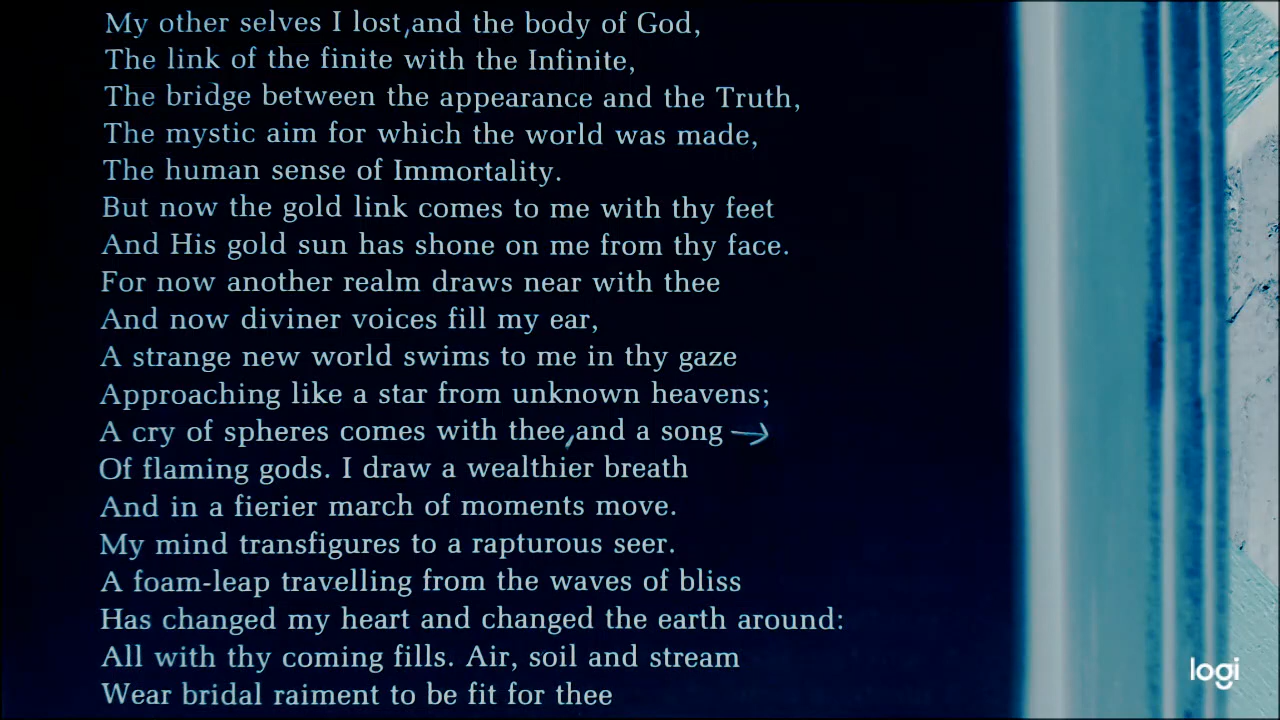 My other selves I lost, and the body of God,
The link of the finite with the Infinite,
The bridge between the appearance and the Truth,
The mystic aim for which the world was made,
The human sense of Immortality.
But now the gold link comes to me with thy feet
And His gold sun has shone on me from thy face.
For now another realm draws near with thee
And now diviner voices fill my ear,
A strange new world swims to me in thy gaze
Approaching like a star from unknown heavens;
A cry of spheres comes with thee, and a song →
Of flaming gods. I draw a wealthier breath
And in a fierier march of moments move.
My mind transfigures to a rapturous seer.
A foam-leap travelling from the waves of bliss
Has changed my heart and changed the earth around:
All with thy coming fills. Air, soil and stream
Wear bridal raiment to be fit for thee
logi